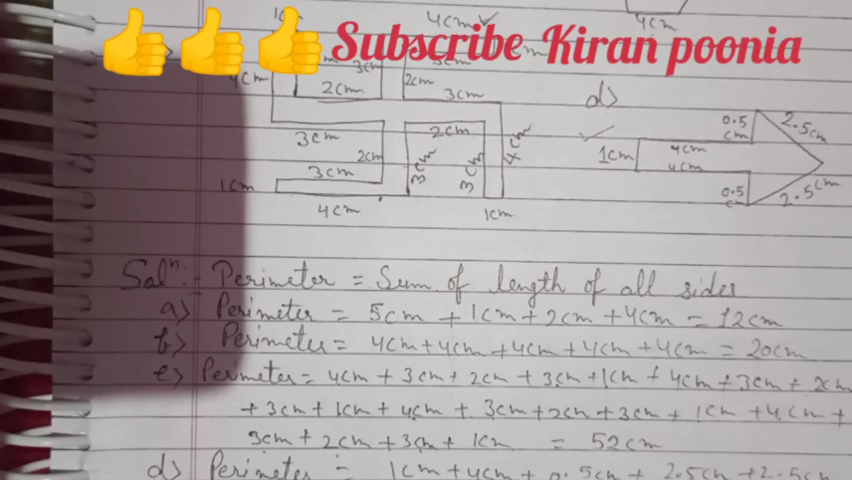 4cm 4cm
Subscribe Kiran poonia
4cm 2cm 3cm 2cm 3cm d)
3cm 2cm 0.5 cm 2.5cm
1cm 4cm
4cm
3cm 2cm 3cm 3cm 4cm
1cm 0.5 2.5cm
4cm 1cm
Solⁿ:- Perimeter = Sum of length of all sides
a) Perimeter = 5cm + 1cm + 2cm + 4cm = 12cm
b) Perimeter = 4cm + 4cm + 4cm + 4cm + 4cm = 20cm
c) Perimeter = 4cm + 3cm + 2cm + 3cm + 1cm + 4cm + 3cm + 2cm
+ 3cm + 1cm + 4cm + 3cm + 2cm + 3cm + 1cm + 4cm +
3cm + 2cm + 3cm + 1cm = 52cm
d) Perimeter = 1cm + 4cm + 0.5cm + 2.5cm + 2.5cm